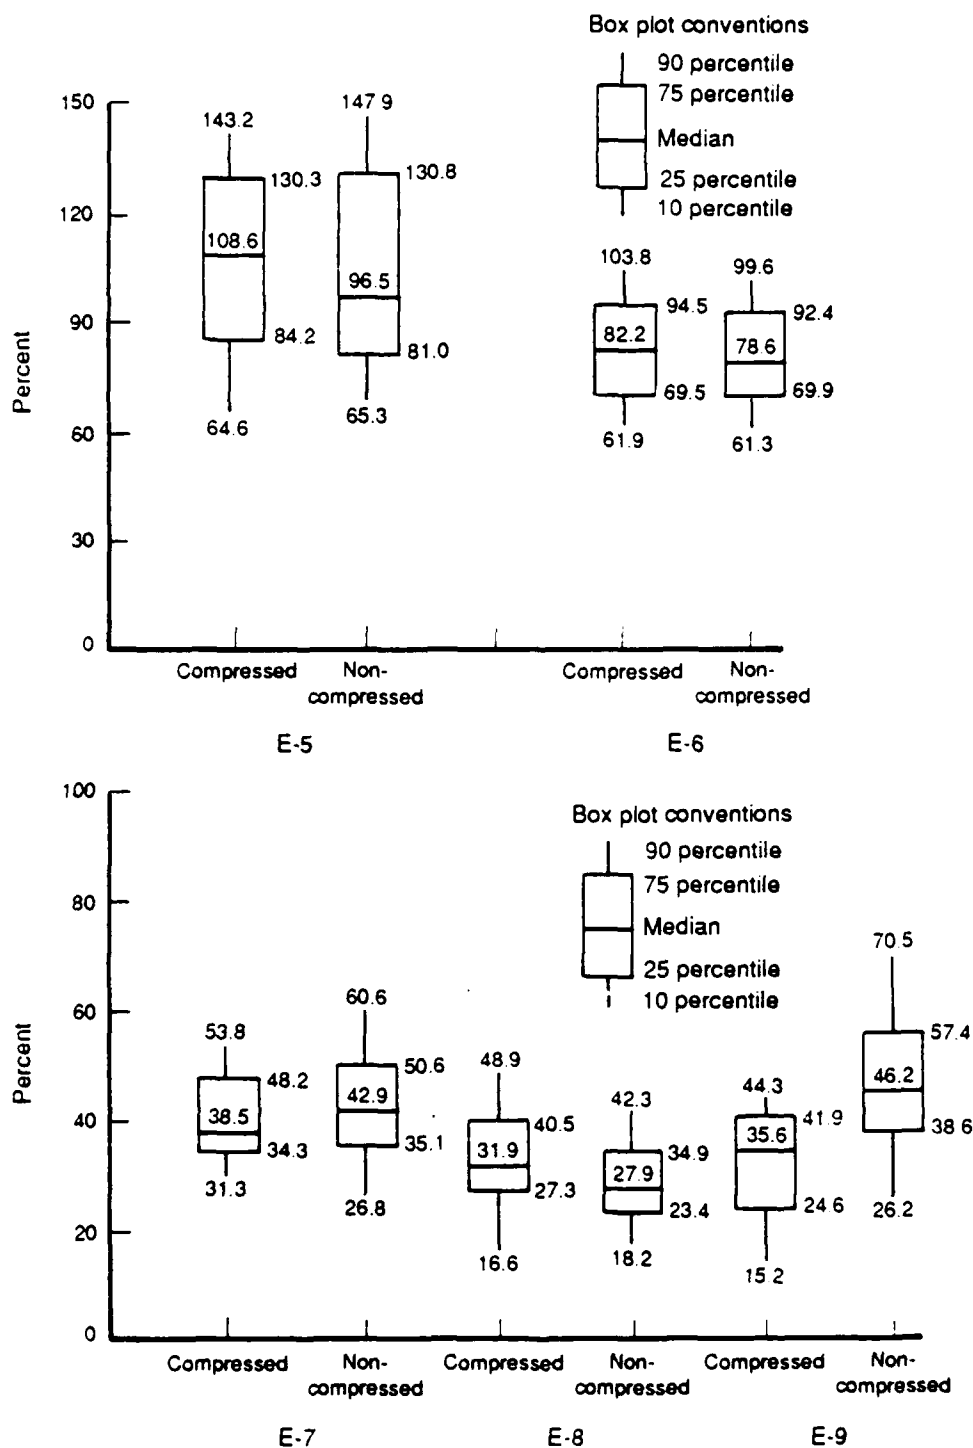 Box plot conventions
90 percentile
75 percentile
Median
25 percentile
10 percentile
150
120
90
60
30
0
Percent
143.2
130.3
108.6
84.2
64.6
147 9
130.8
96.5
81.0
65.3
103.8
94.5
82.2
69.5
61.9
99.6
92.4
78.6
69.9
61.3
Compressed
Non-
compressed
Compressed
Non-
compressed
E-5
E-6
Box plot conventions
90 percentile
75 percentile
Median
25 percentile
10 percentile
100
80
60
40
20
0
Percent
53.8
48.2
38.5
34.3
31.3
60.6
50.6
42.9
35.1
26.8
48.9
40.5
31.9
27.3
16.6
42.3
34.9
27.9
23.4
18.2
44.3
41.9
35.6
24.6
15.2
70.5
57.4
46.2
38 6
26.2
Compressed
Non-
compressed
Compressed
Non-
compressed
Compressed
Non-
compressed
E-7
E-8
E-9